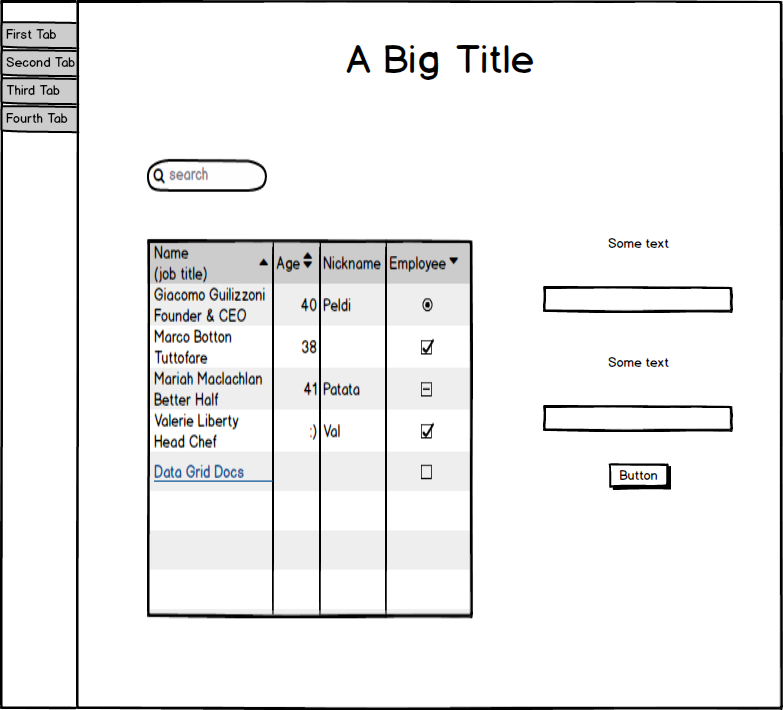 First Tab
Second Tab
Third Tab
Fourth Tab
A Big Title
search
Name
(job title)
Age
Nickname
Employee
Giacomo Guilizzoni
Founder & CEO
40
Peldi
Marco Botton
Tuttofare
38
Mariah Maclachlan
Better Half
41
Patata
Valerie Liberty
Head Chef
:)
Val
Data Grid Docs
Some text
Some text
Button